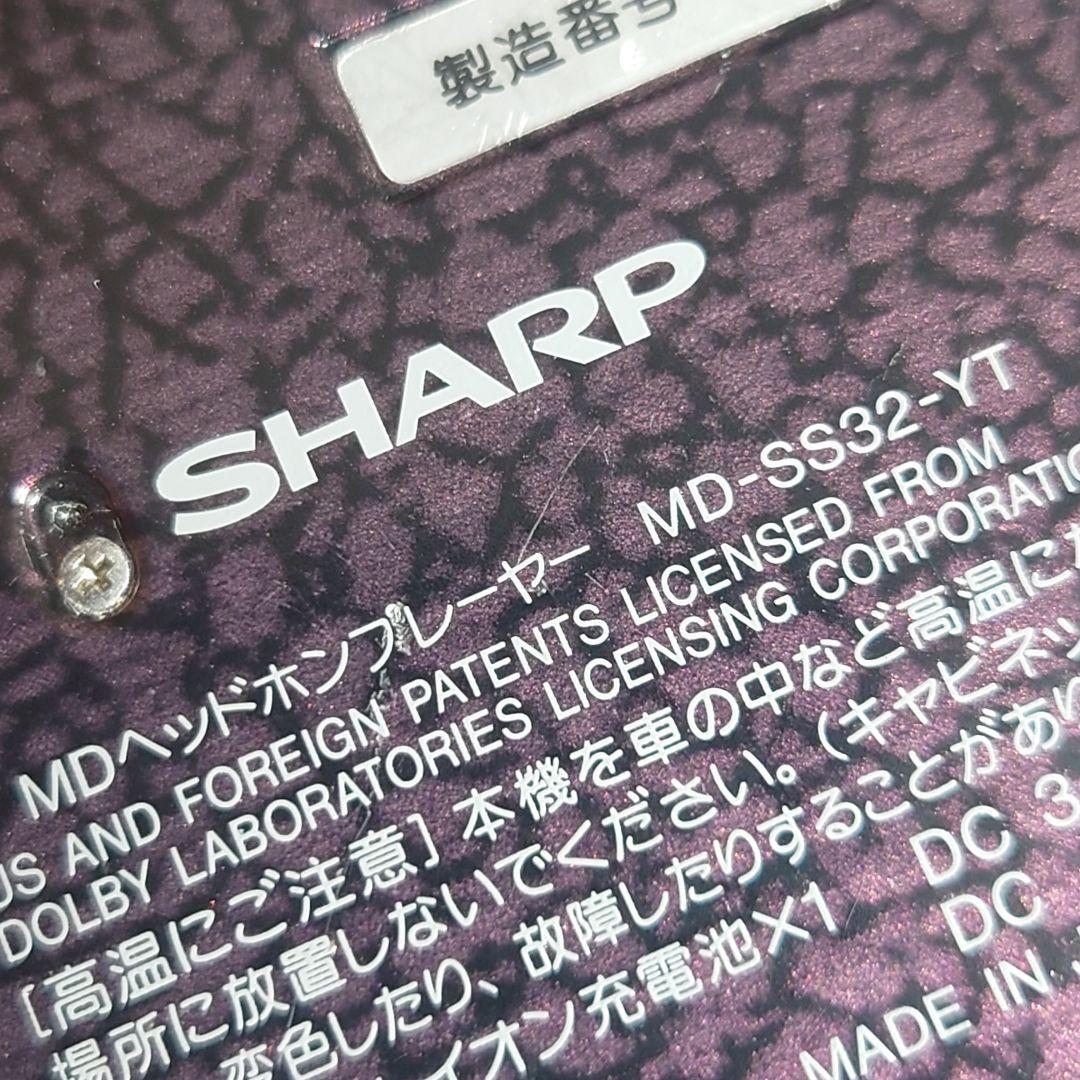 製造番号
SHARP
MDヘッドホンプレーヤー MD-SS32-YT
US AND FOREIGN PATENTS LICENSED FROM
DOLBY LABORATORIES LICENSING
[高温にご注意] 本機を車の中など高温に
場所に放置しないでください。(キャビネッ
変色したり、故障したりすることがあ
イオン充電池×1 DC 3
DC
MADE IN